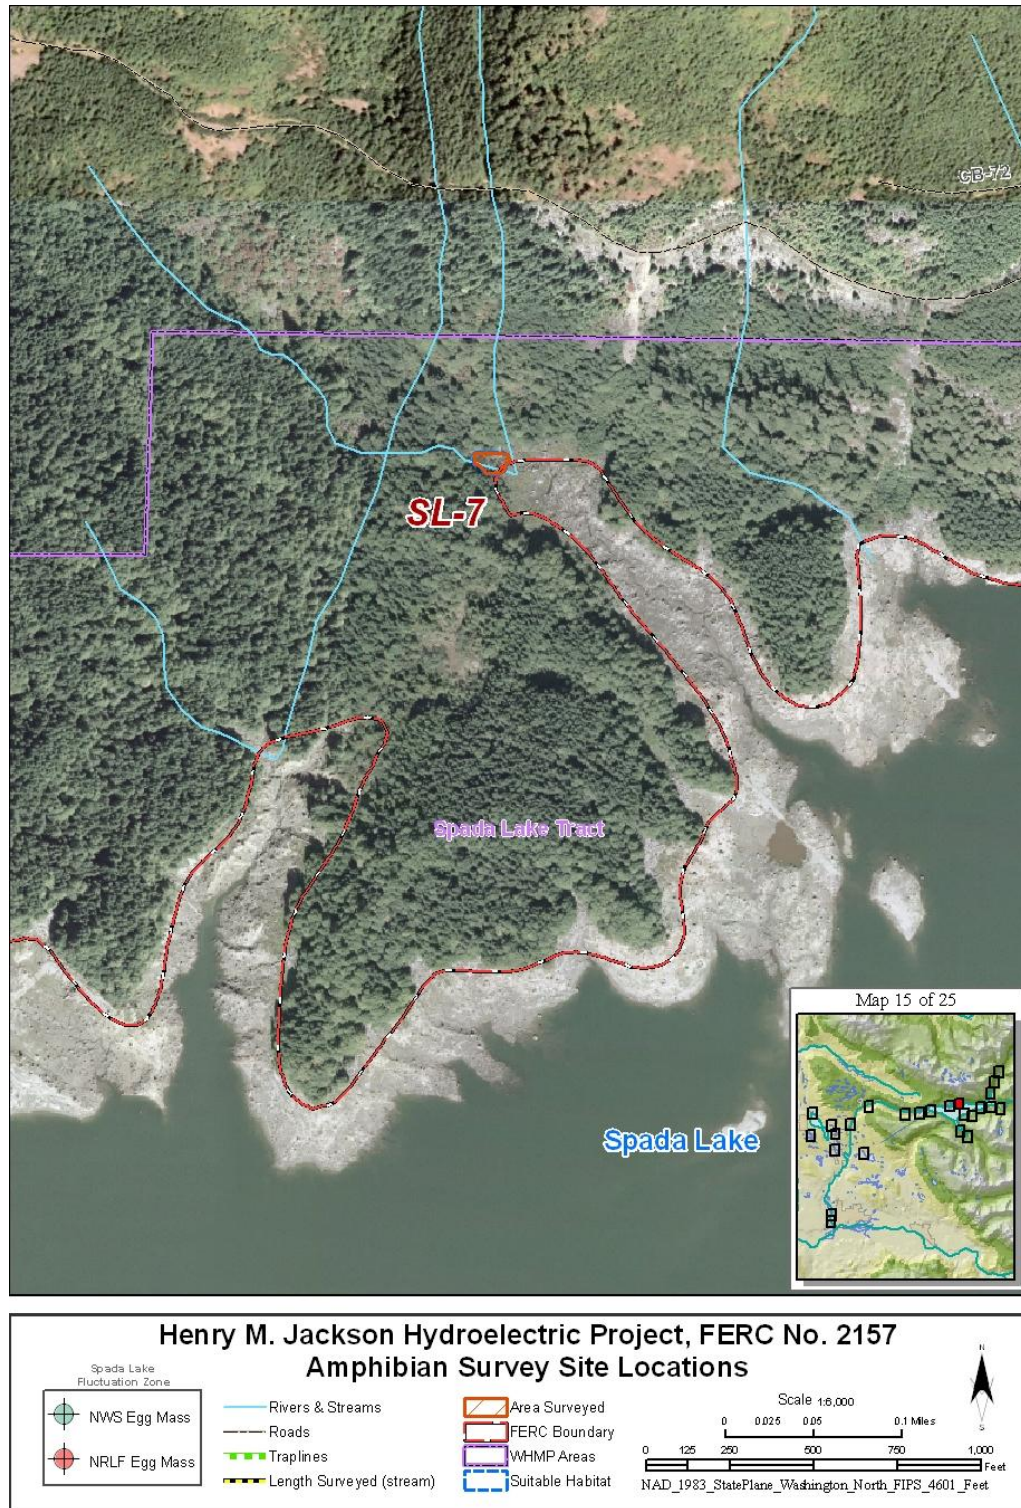 CB-72
SL-7
Spada Lake Tract
Spada Lake
Map 15 of 25
Henry M. Jackson Hydroelectric Project, FERC No. 2157
Amphibian Survey Site Locations
Spada Lake
Fluctuation Zone
NWS Egg Mass
NRLF Egg Mass
Rivers & Streams
Roads
Traplines
Length Surveyed (stream)
Area Surveyed
FERC Boundary
WHMP Areas
Suitable Habitat
N
S
Scale 1:6,000
0 0.025 0.05 0.1 Miles
0 125 250 500 750 1,000
Feet
NAD_1983_StatePlane_Washington_North_FIPS_4601_Feet